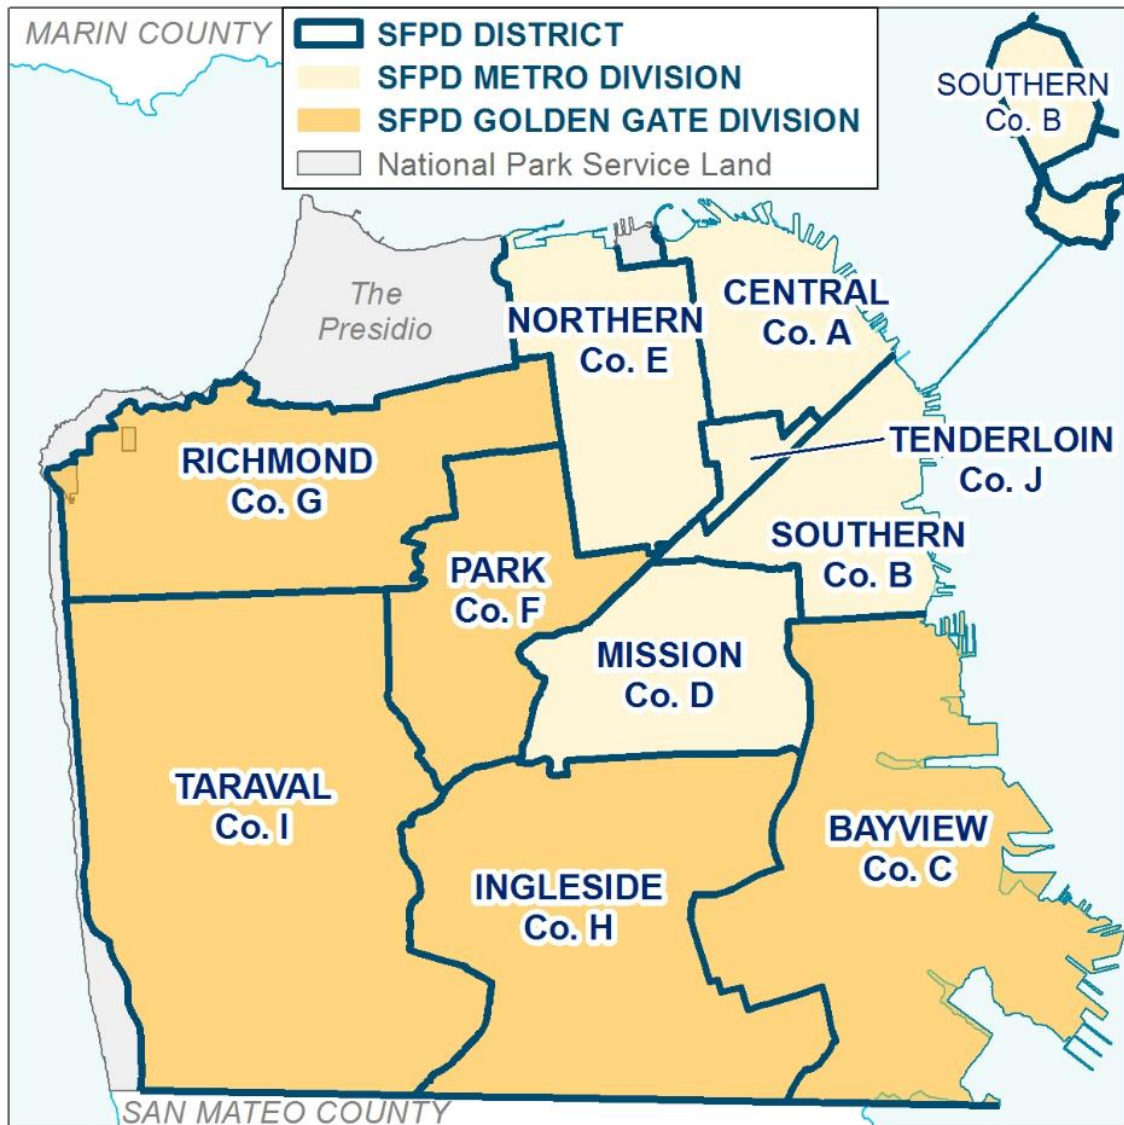 MARIN COUNTY
SFPD DISTRICT
SFPD METRO DIVISION
SFPD GOLDEN GATE DIVISION
National Park Service Land
SOUTHERN
Co. B
The
Presidio
NORTHERN
Co. E
CENTRAL
Co. A
RICHMOND
Co. G
TENDERLOIN
Co. J
PARK
Co. F
SOUTHERN
Co. B
MISSION
Co. D
TARAVAL
Co. I
BAYVIEW
Co. C
INGLESIDE
Co. H
SAN MATEO COUNTY